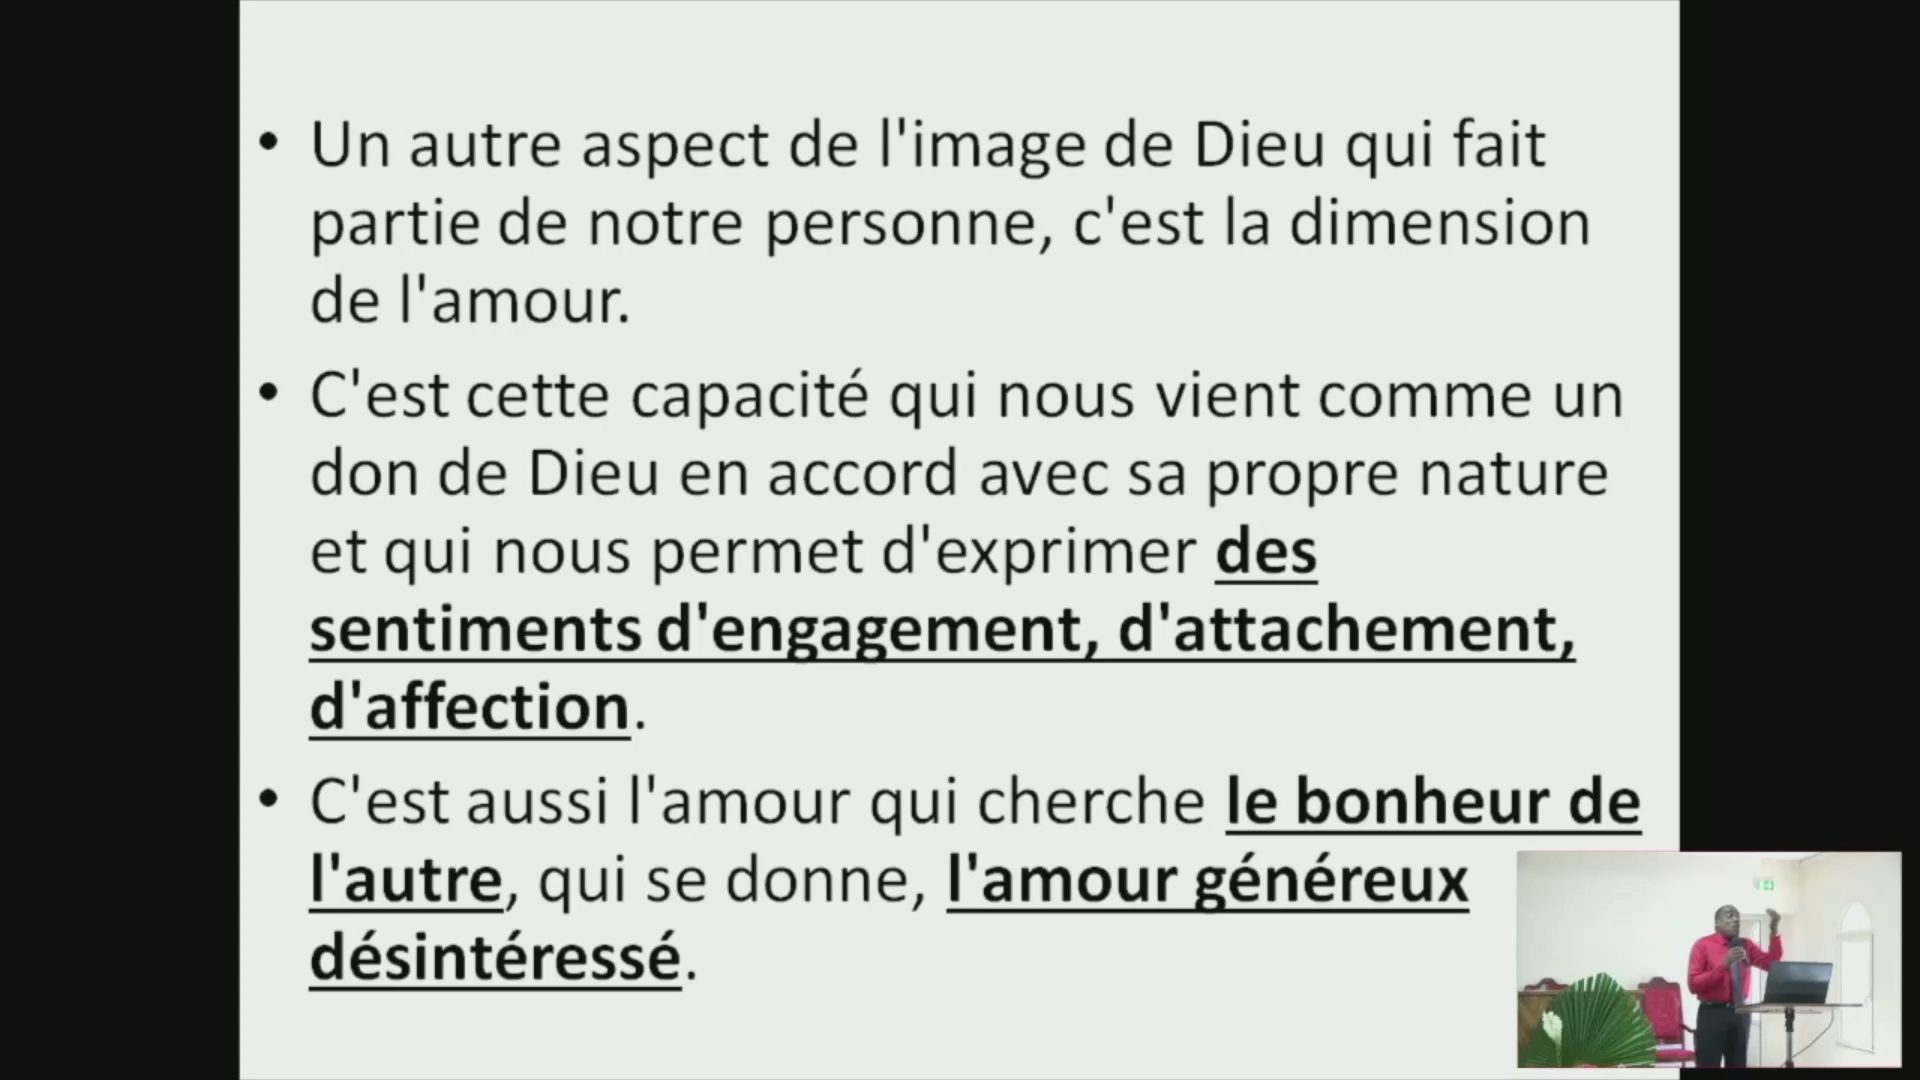 • Un autre aspect de l'image de Dieu qui fait
partie de notre personne, c'est la dimension
de l'amour.
• C'est cette capacité qui nous vient comme un
don de Dieu en accord avec sa propre nature
et qui nous permet d'exprimer des
sentiments d'engagement, d'attachement,
d'affection.
• C'est aussi l'amour qui cherche le bonheur de
l'autre, qui se donne, l'amour généreux
désintéressé.